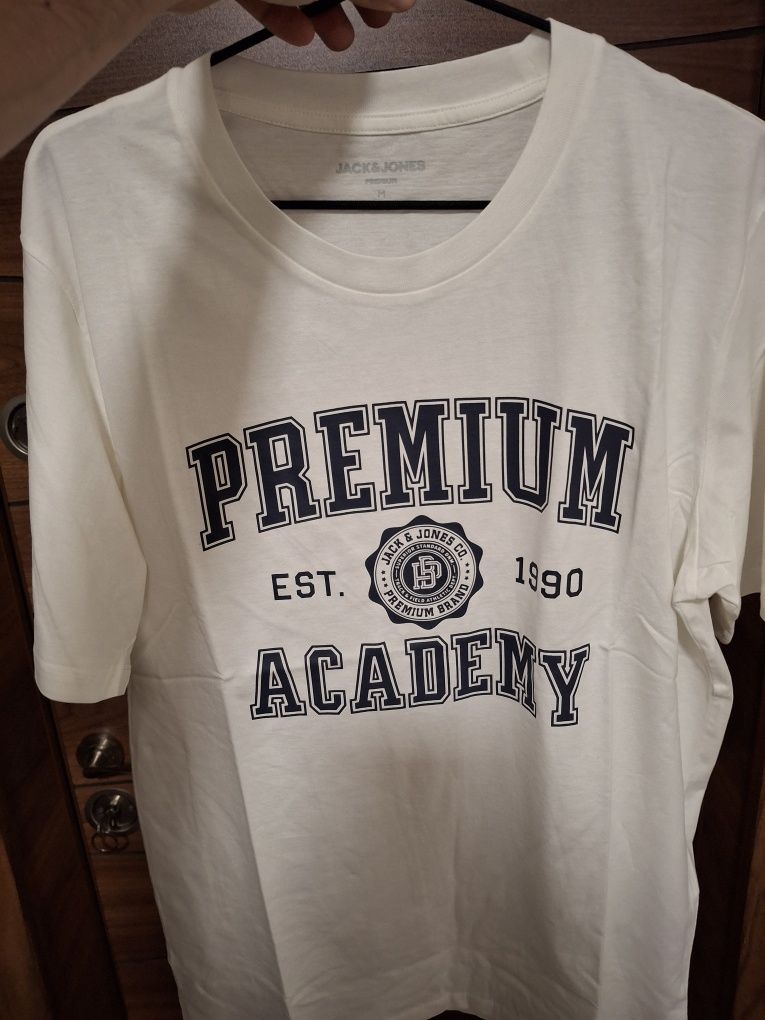 JACK&JONES
PREMIUM
M
PREMIUM
EST.
JACK & JONES CO.
PREMIUM BRAND
1990
ACADEMY